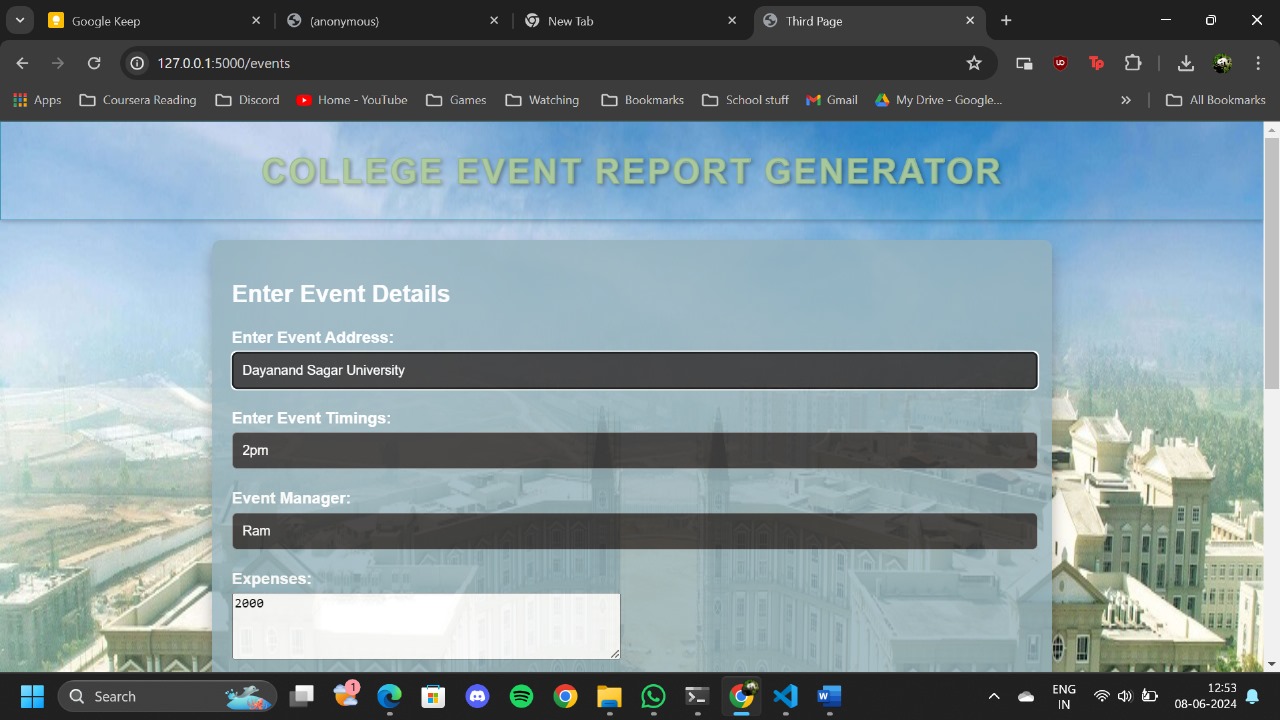 Google Keep
(anonymous)
New Tab
Third Page
127.0.0.1:5000/events
Apps
Coursera Reading
Discord
Home - YouTube
Games
Watching
Bookmarks
School stuff
Gmail
My Drive - Google...
»
All Bookmarks
COLLEGE EVENT REPORT GENERATOR
Enter Event Details
Enter Event Address:
Dayanand Sagar University
Enter Event Timings:
2pm
Event Manager:
Ram
Expenses:
2000
Search
1
ENG
IN
12:53
08-06-2024